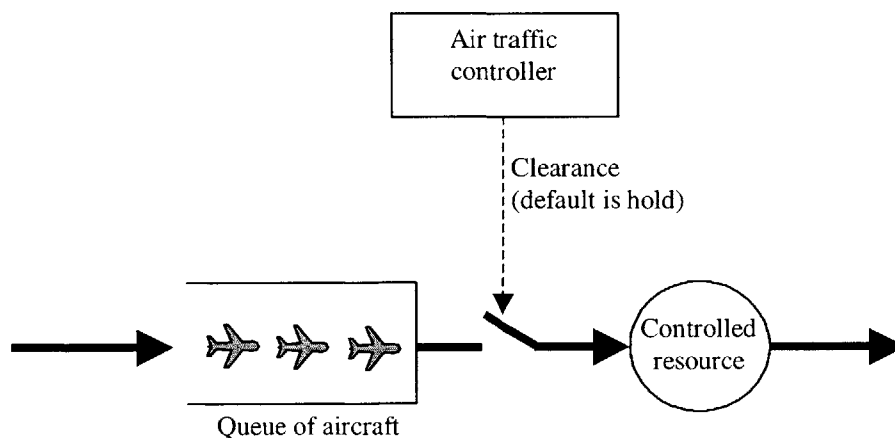 Air traffic
controller
Clearance
(default is hold)
Controlled
resource
Queue of aircraft